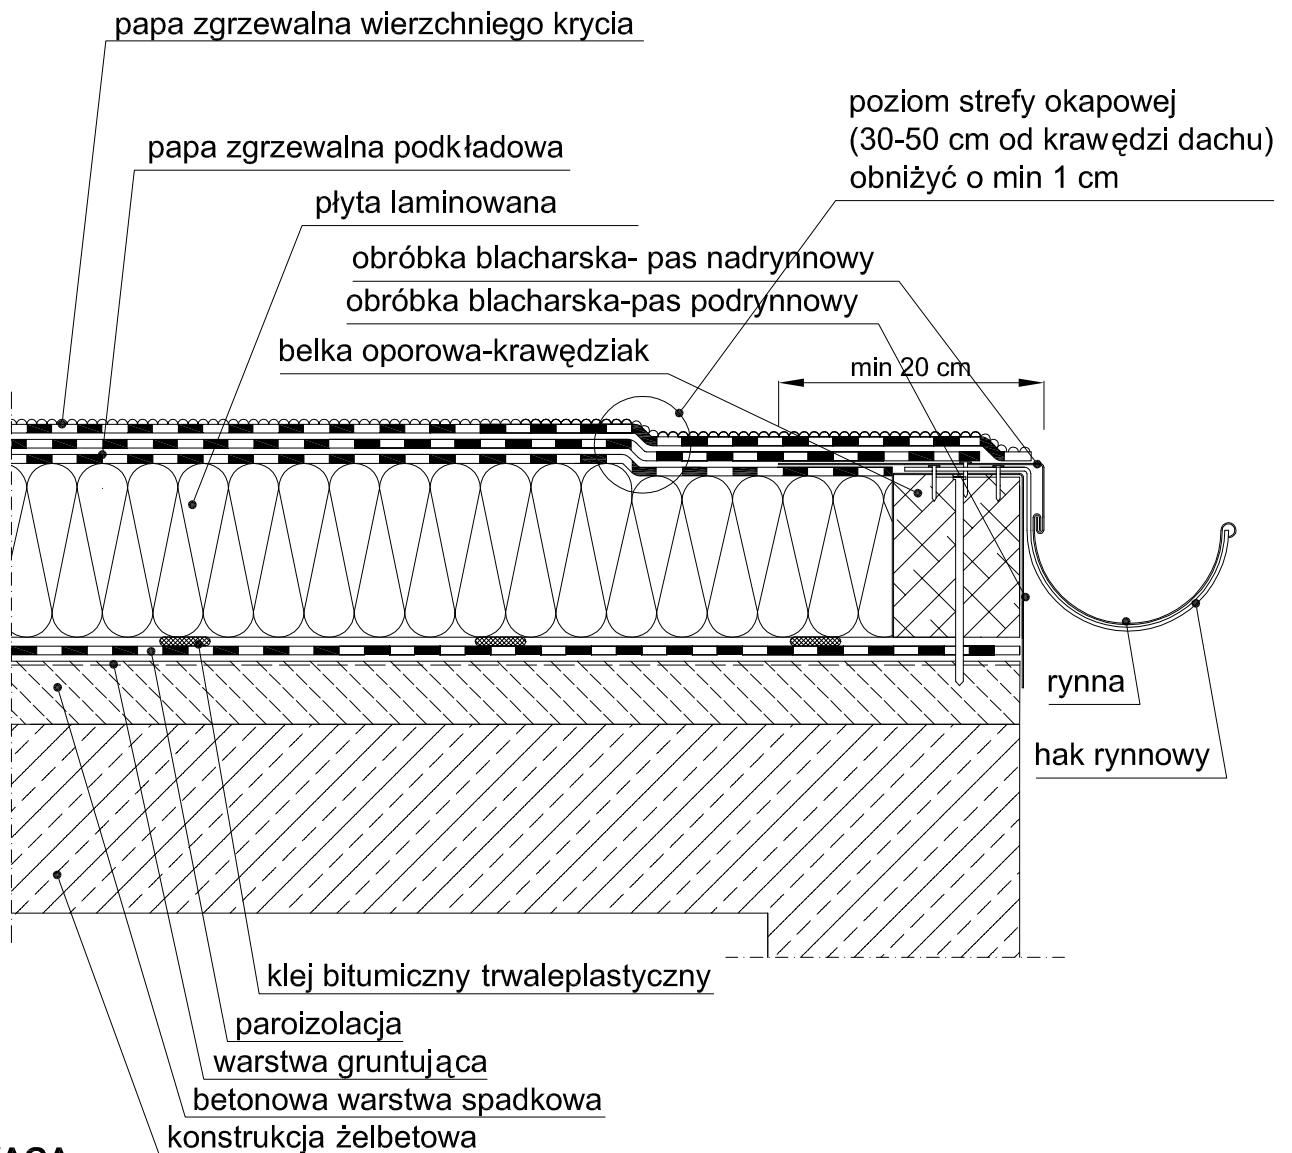 papa zgrzewalna wierzchniego krycia
poziom strefy okapowej
(30-50 cm od krawędzi dachu)
obniżyć o min 1 cm
papa zgrzewalna podkładowa
płyta laminowana
obróbka blacharska- pas nadrynnowy
obróbka blacharska-pas podrynnowy
belka oporowa-krawędziak
min 20 cm
rynna
hak rynnowy
klej bitumiczny trwaleplastyczny
paroizolacja
warstwa gruntująca
betonowa warstwa spadkowa
konstrukcja żelbetowa